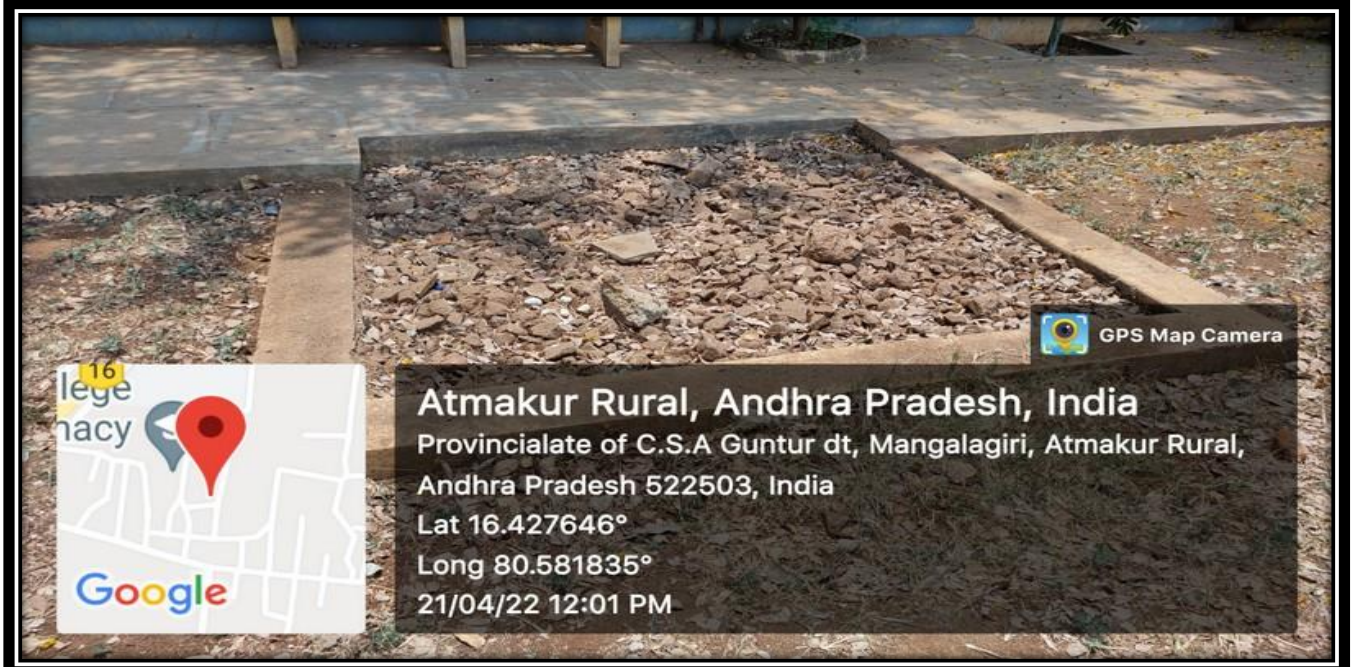 GPS Map Camera
16
lege
nacy
Google
Atmakur Rural, Andhra Pradesh, India
Provincialate of C.S.A Guntur dt, Mangalagiri, Atmakur Rural,
Andhra Pradesh 522503, India
Lat 16.427646°
Long 80.581835°
21/04/22 12:01 PM